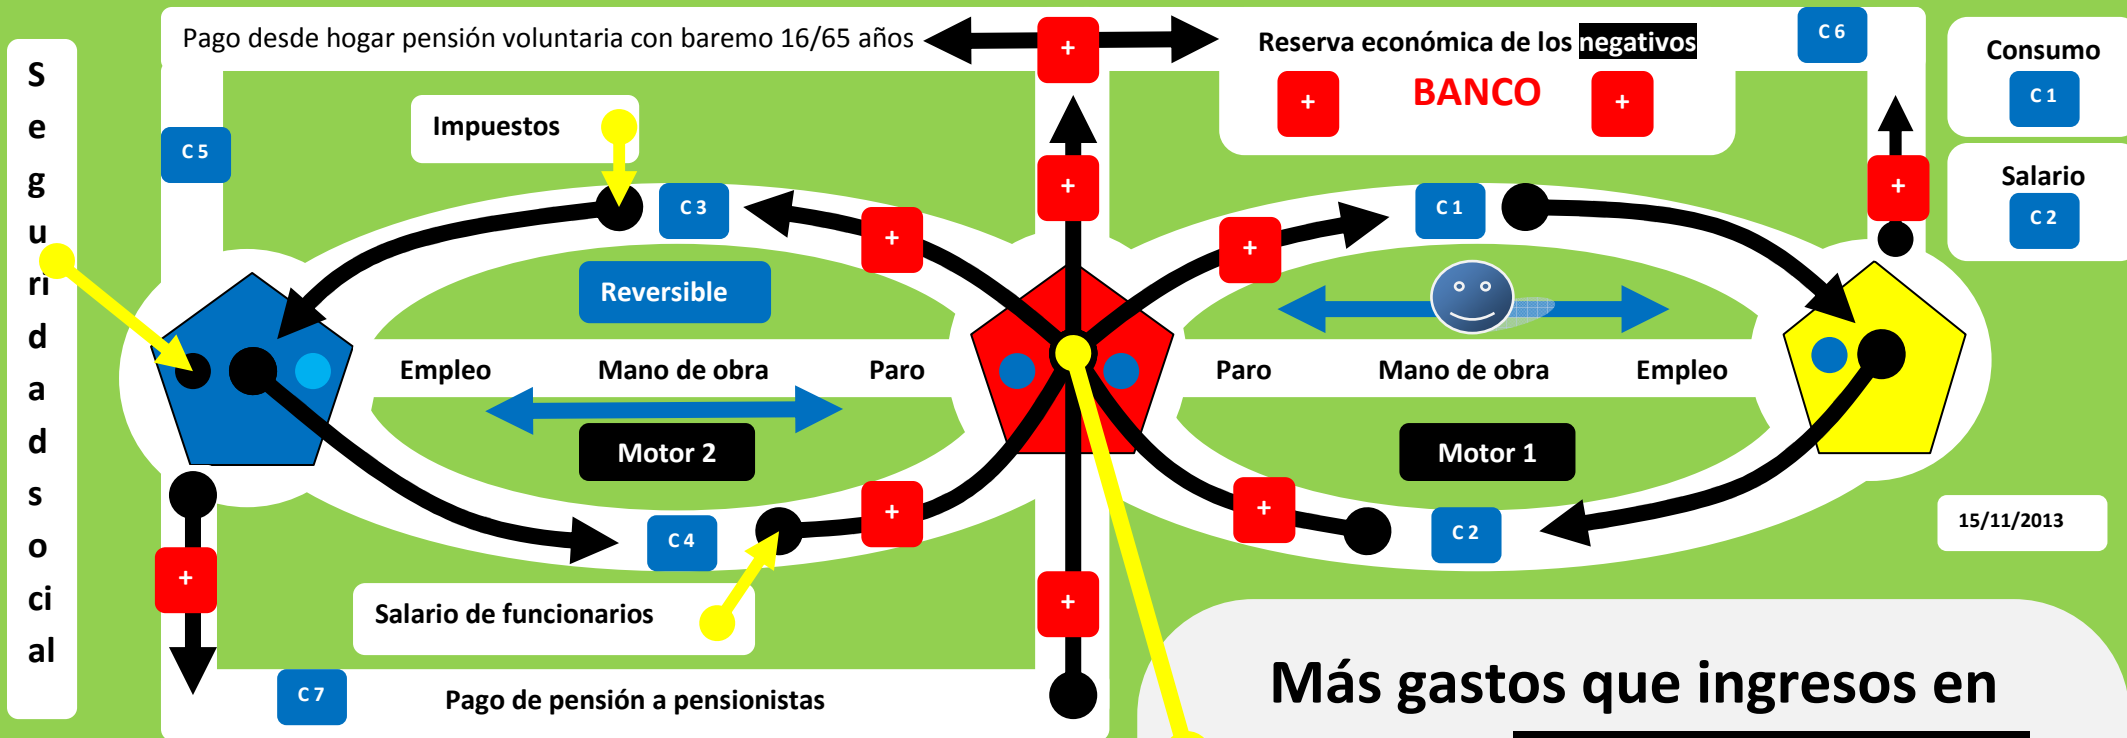 Pago desde hogar pensión voluntaria con baremo 16/65 años
+
Reserva económica de los negativos
C 6
Consumo
+
BANCO
+
C 1
S
e
g
u
ri
d
a
d
s
o
ci
al
Impuestos
C 5
+
+
Salario
C 2
C 3
+
+
C 1
Reversible
Empleo
Mano de obra
Paro
Paro
Mano de obra
Empleo
Motor 2
Motor 1
C 4
+
+
C 2
15/11/2013
+
+
Salario de funcionarios
C 7
Pago de pensión a pensionistas
Más gastos que ingresos en